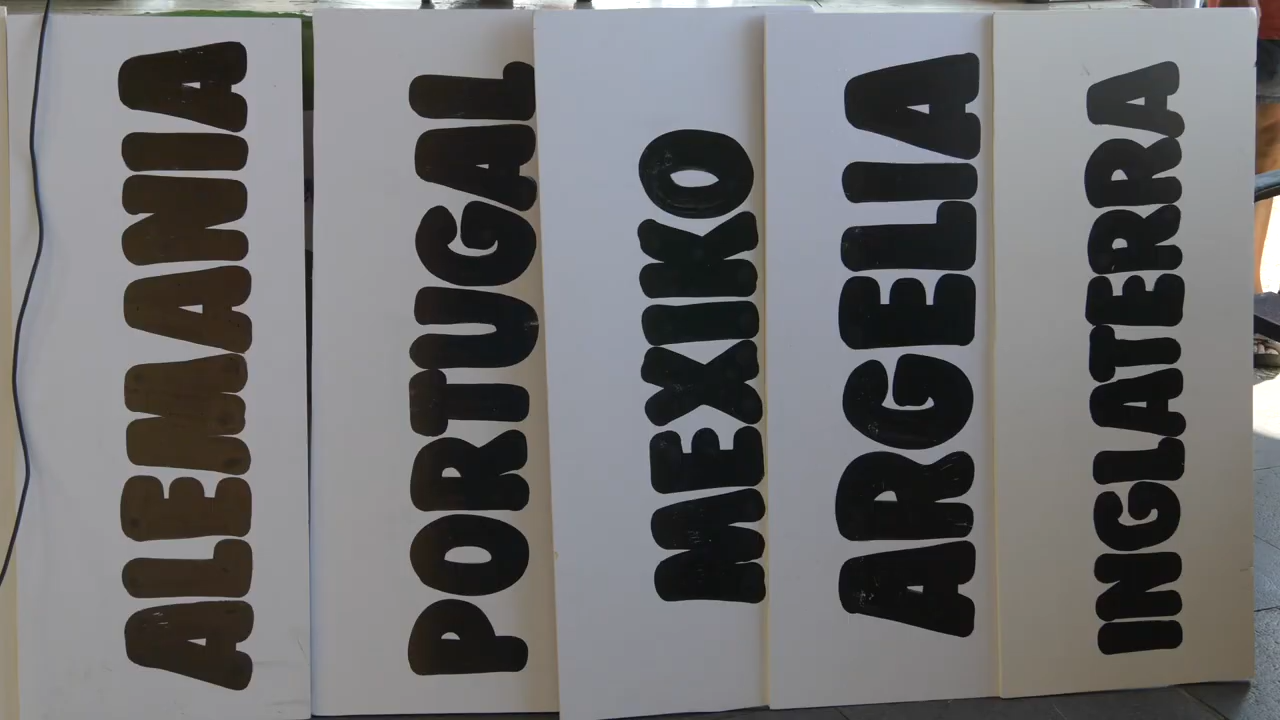 ALEMANIA
PORTUGAL
MEXIKO
ARGELIA
INGLATERRA